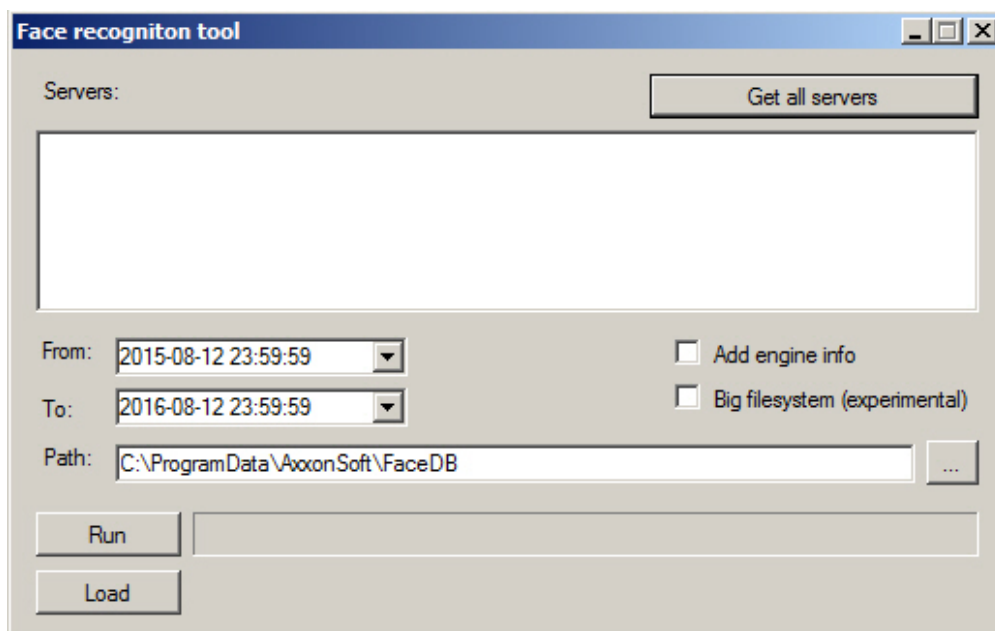 Face recogniton tool
Servers:
Get all servers
From:
2015-08-12 23:59:59
Add engine info
To:
2016-08-12 23:59:59
Big filesystem (experimental)
Path:
C:\ProgramData\AxxonSoft\FaceDB
...
Run
Load